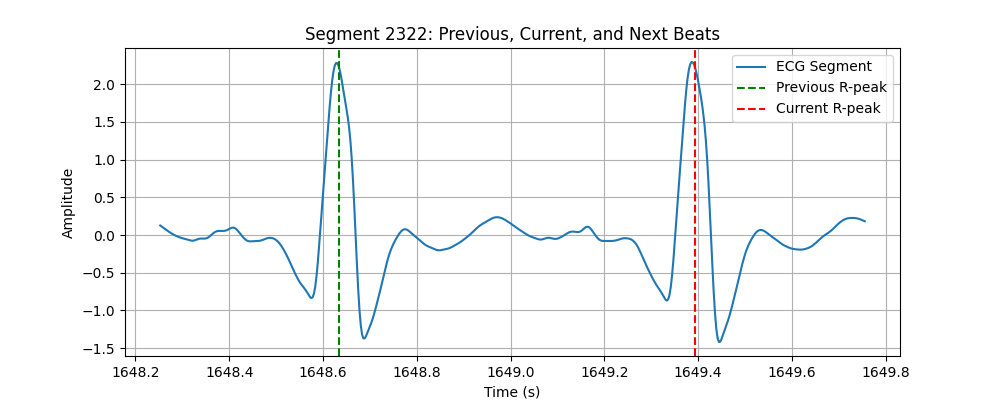 Segment 2322: Previous, Current, and Next Beats
ECG Segment
Previous R-peak
Current R-peak
Amplitude
2.0
1.5
1.0
0.5
0.0
−0.5
−1.0
−1.5
1648.2 1648.4 1648.6 1648.8 1649.0 1649.2 1649.4 1649.6 1649.8
Time (s)